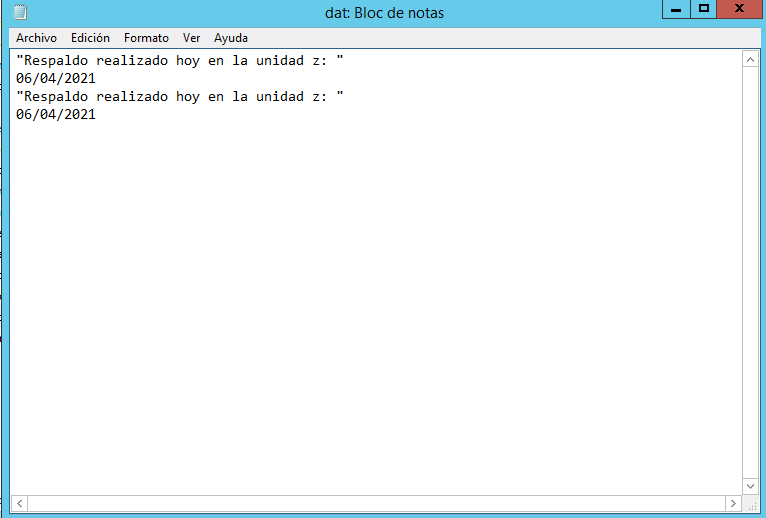 dat: Bloc de notas
Archivo Edición Formato Ver Ayuda
"Respaldo realizado hoy en la unidad z: "
06/04/2021
"Respaldo realizado hoy en la unidad z: "
06/04/2021